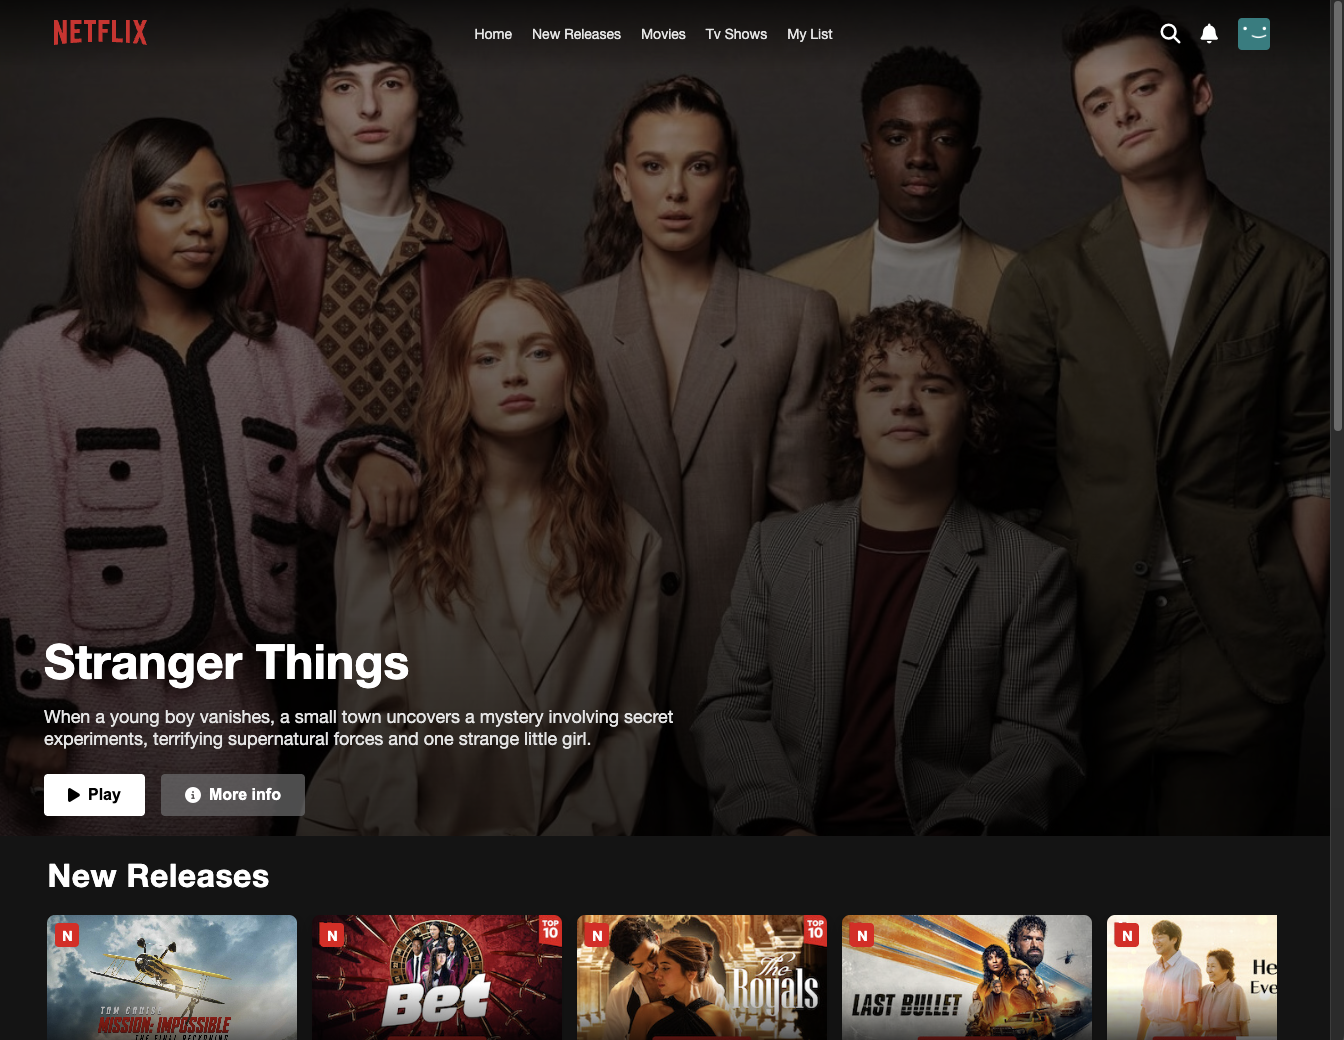 NETFLIX
Home New Releases Movies Tv Shows My List
Stranger Things
When a young boy vanishes, a small town uncovers a mystery involving secret
experiments, terrifying supernatural forces and one strange little girl.
Play More info
New Releases
N
TOM CRUISE
MISSION: IMPOSSIBLE
THE FINAL RECKONING
N
TOP
10
Bet
N
TOP
10
The
Royals
N
LAST BULLET
N
He
Eve